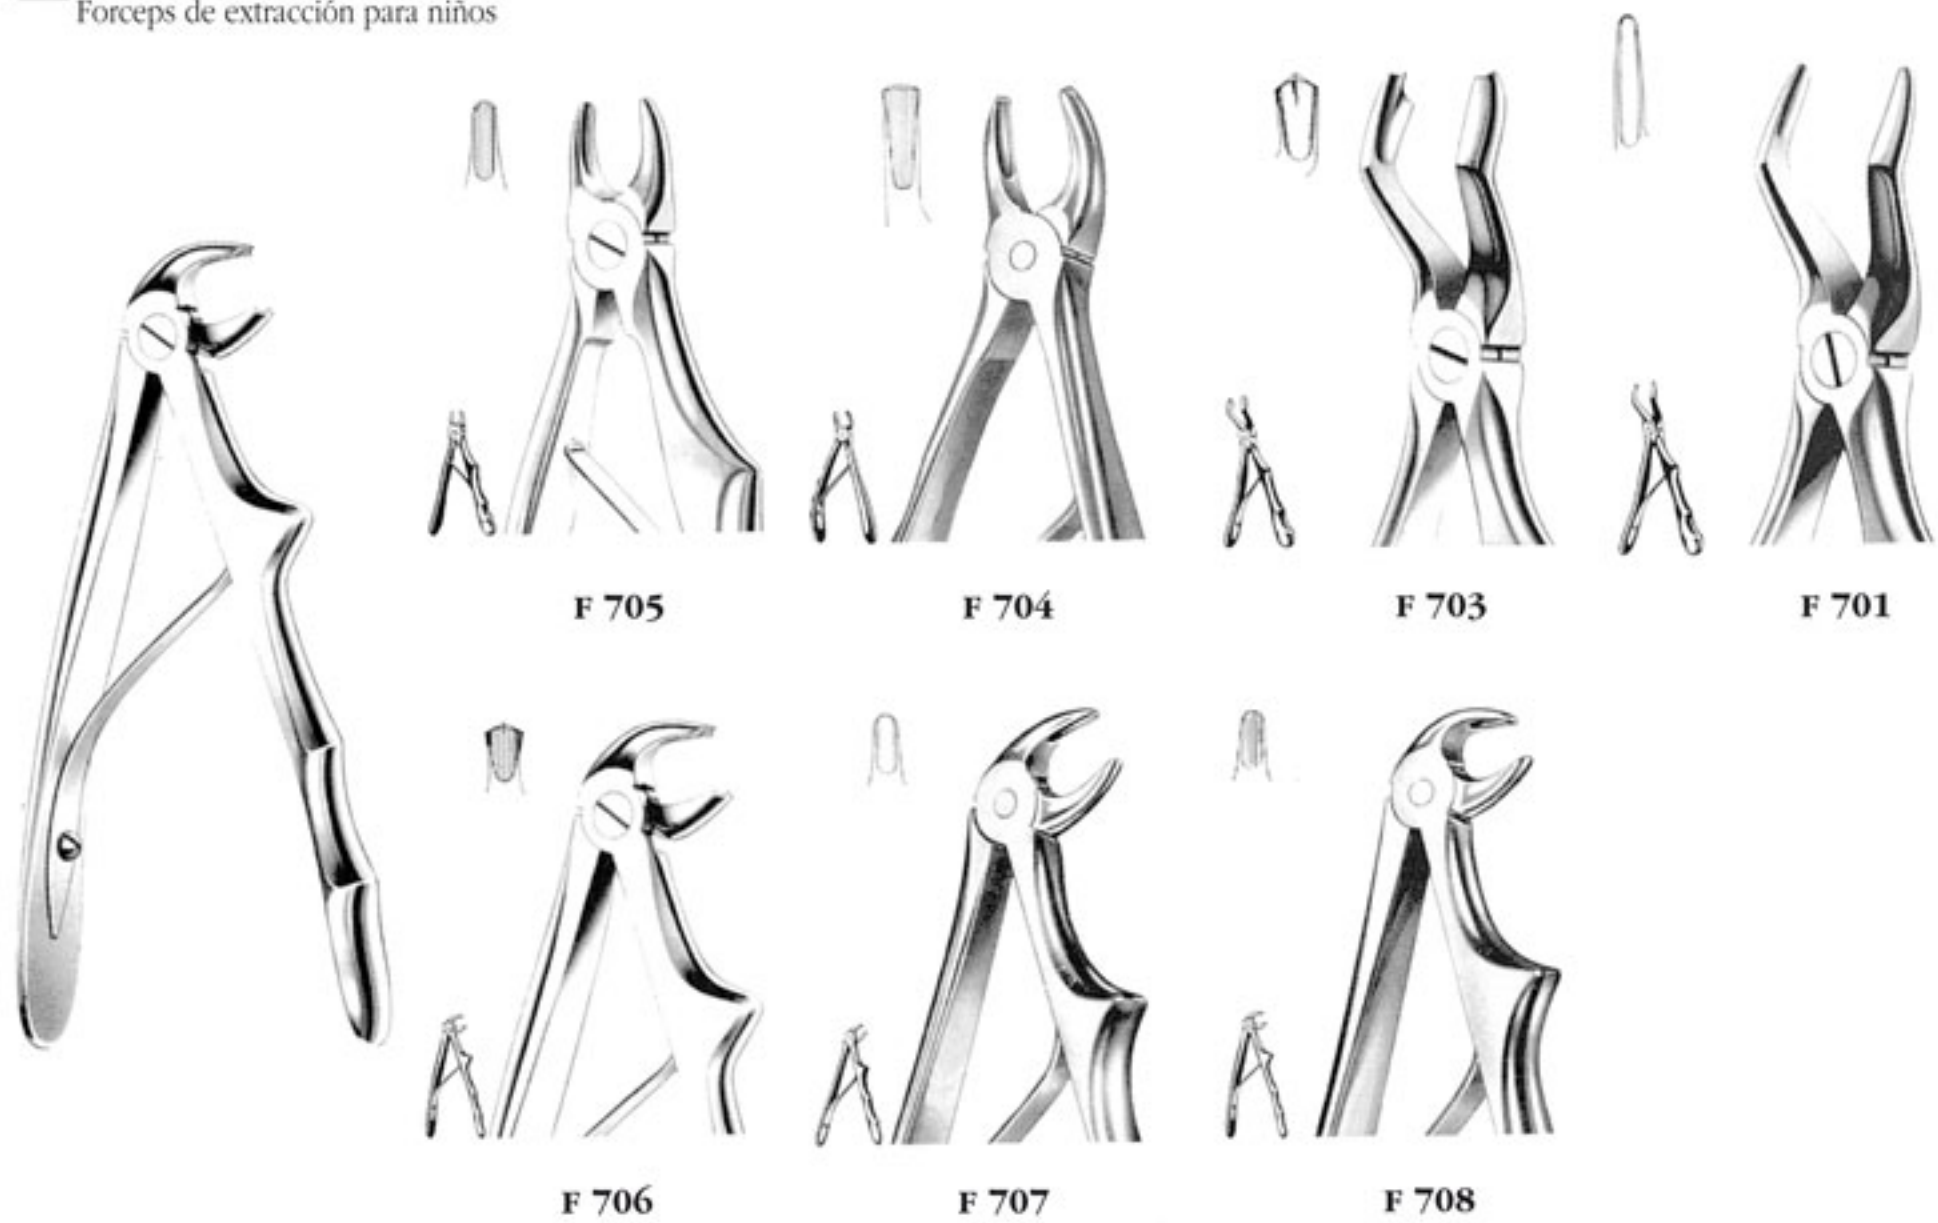 Forceps de extracción para niños
F 705
F 704
F 703
F 701
F 706
F 707
F 708